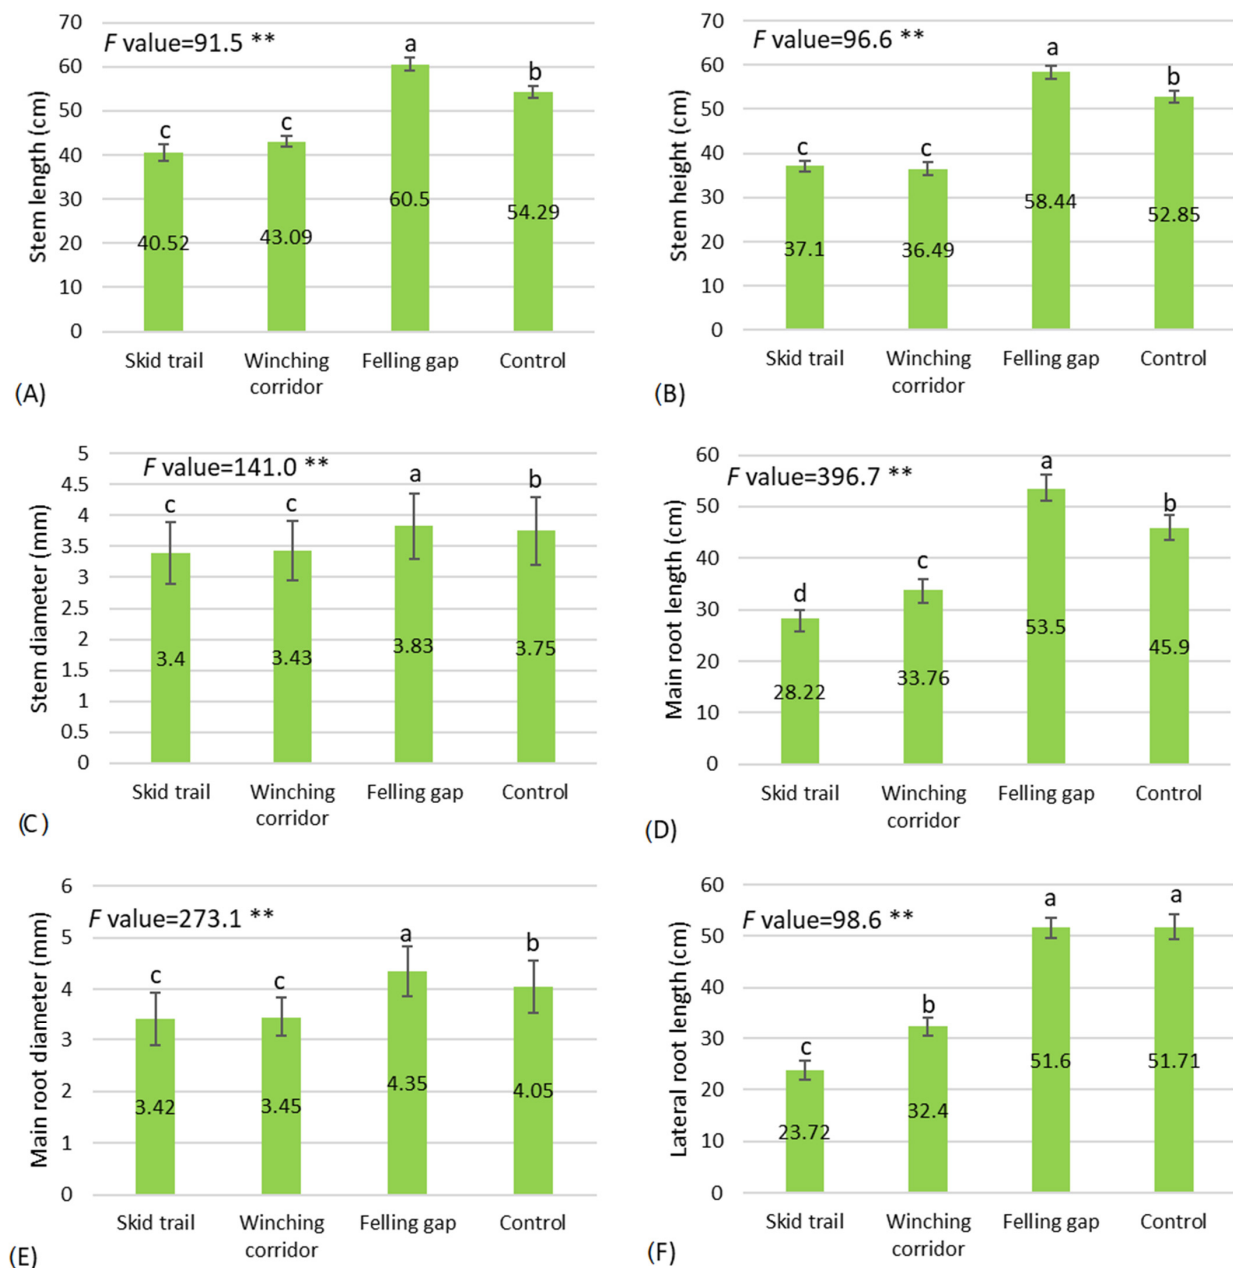 F value=91.5 **
Stem length (cm)
70
60
50
40
30
20
10
0
c
c
a
b
40.52
43.09
60.5
54.29
Skid trail
Winching
corridor
Felling gap
Control
(A)
F value=96.6 **
Stem height (cm)
70
60
50
40
30
20
10
0
c
c
a
b
37.1
36.49
58.44
52.85
Skid trail
Winching
corridor
Felling gap
Control
(B)
F value=141.0 **
Stem diameter (mm)
5
4.5
4
3.5
3
2.5
2
1.5
1
0.5
0
c
c
a
b
3.4
3.43
3.83
3.75
Skid trail
Winching
corridor
Felling gap
Control
(C)
F value=396.7 **
Main root length (cm)
60
50
40
30
20
10
0
d
c
a
b
28.22
33.76
53.5
45.9
Skid trail
Winching
corridor
Felling gap
Control
(D)
F value=273.1 **
Main root diameter (mm)
6
5
4
3
2
1
0
c
c
a
b
3.42
3.45
4.35
4.05
Skid trail
Winching
corridor
Felling gap
Control
(E)
F value=98.6 **
Lateral root length (cm)
60
50
40
30
20
10
0
c
b
a
a
23.72
32.4
51.6
51.71
Skid trail
Winching
corridor
Felling gap
Control
(F)